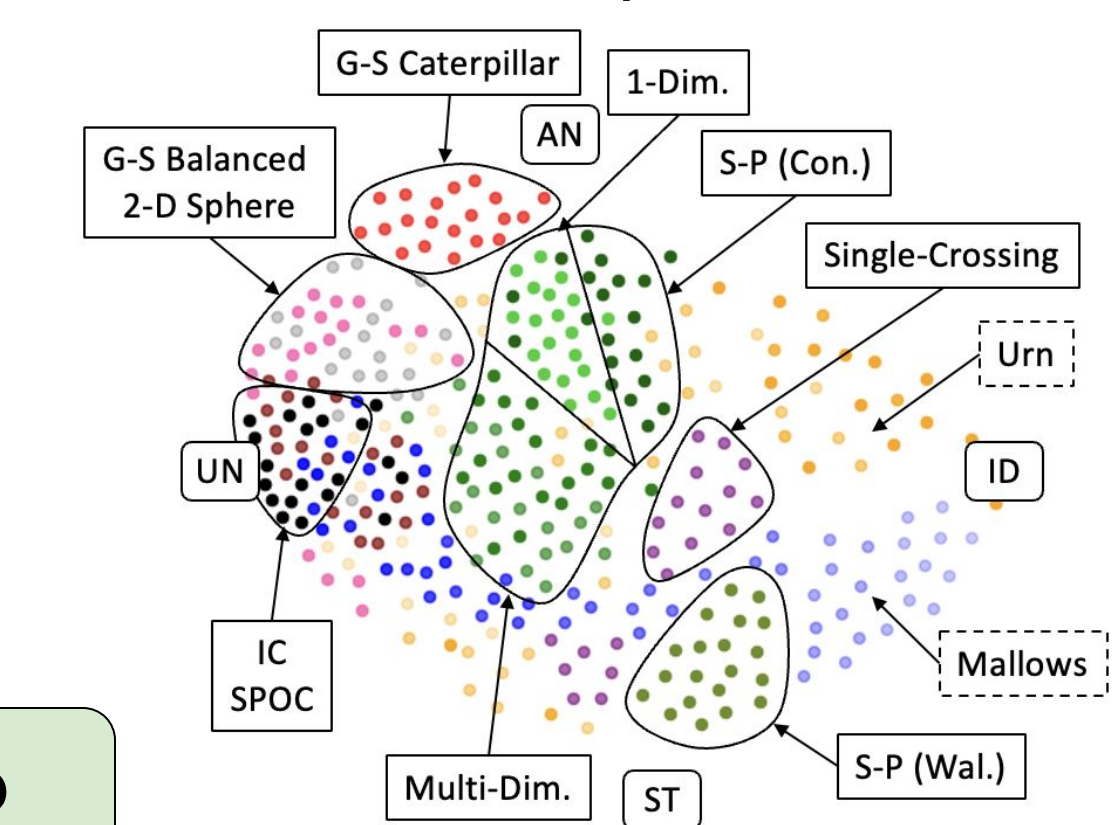 G-S Caterpillar
1-Dim.
AN
G-S Balanced
2-D Sphere
S-P (Con.)
Single-Crossing
Urn
UN
ID
IC
SPOC
Mallows
Multi-Dim.
ST
S-P (Wal.)